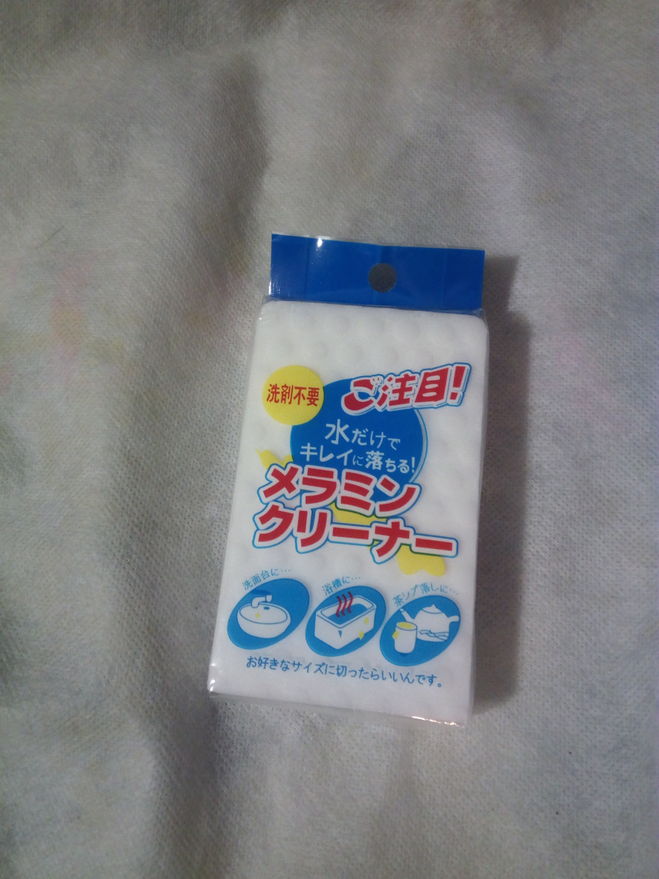 洗剤不要
ご注目!
水だけで
キレイに落ちる!
メラミン
クリーナー
洗面台に…
浴槽に…
茶シブ落しに…
お好きなサイズに切ったらいいんです。